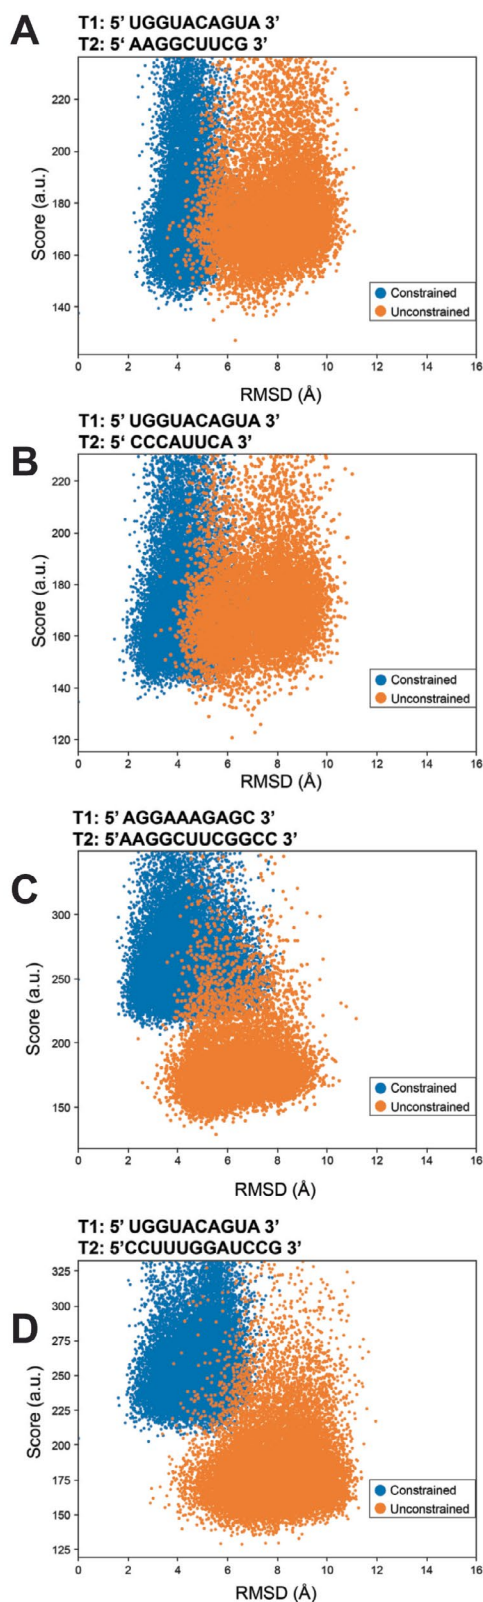 A
T1: 5’ UGGUACAGUA 3’
T2: 5‘ AAGGCUUCG 3’
220
200
180
160
140
Score (a.u.)
Constrained
Unconstrained
0 2 4 6 8 10 12 14 16
RMSD (Å)
B
T1: 5’ UGGUACAGUA 3’
T2: 5‘ CCCAUUCA 3’
220
200
180
160
140
120
Score (a.u.)
Constrained
Unconstrained
0 2 4 6 8 10 12 14 16
RMSD (Å)
C
T1: 5’ AGGAAAGAGC 3’
T2: 5’AAGGCUUCGGCC 3’
300
250
200
150
Score (a.u.)
Constrained
Unconstrained
0 2 4 6 8 10 12 14 16
RMSD (Å)
D
T1: 5’ UGGUACAGUA 3’
T2: 5’CCUUUGGAUCCG 3’
325
300
275
250
225
200
175
150
125
Score (a.u.)
Constrained
Unconstrained
0 2 4 6 8 10 12 14 16
RMSD (Å)